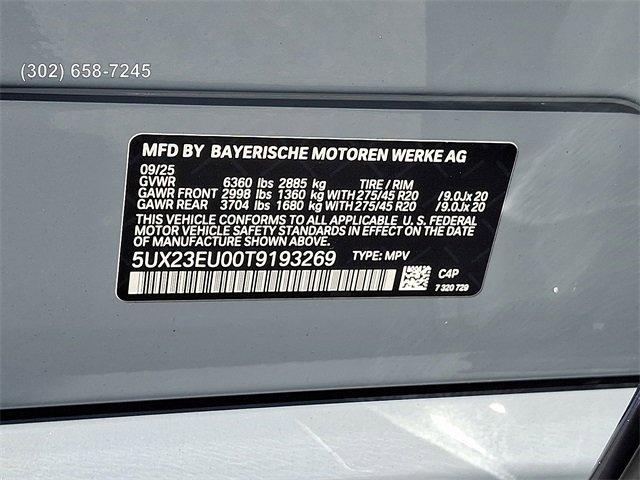 (302) 658-7245
MFD BY BAYERISCHE MOTOREN WERKE AG
09/25
GVWR 6360 lbs 2885 kg TIRE / RIM
GAWR FRONT 2998 lbs 1360 kg WITH 275/45 R20 /9.0Jx 20
GAWR REAR 3704 lbs 1680 kg WITH 275/45 R20 /9.0Jx 20
THIS VEHICLE CONFORMS TO ALL APPLICABLE U. S. FEDERAL
MOTOR VEHICLE SAFETY STANDARDS IN EFFECT ON THE DATE OF
MANUFACTURE SHOWN ABOVE.
5UX23EU00T9193269 TYPE: MPV
C4P
7 320 729